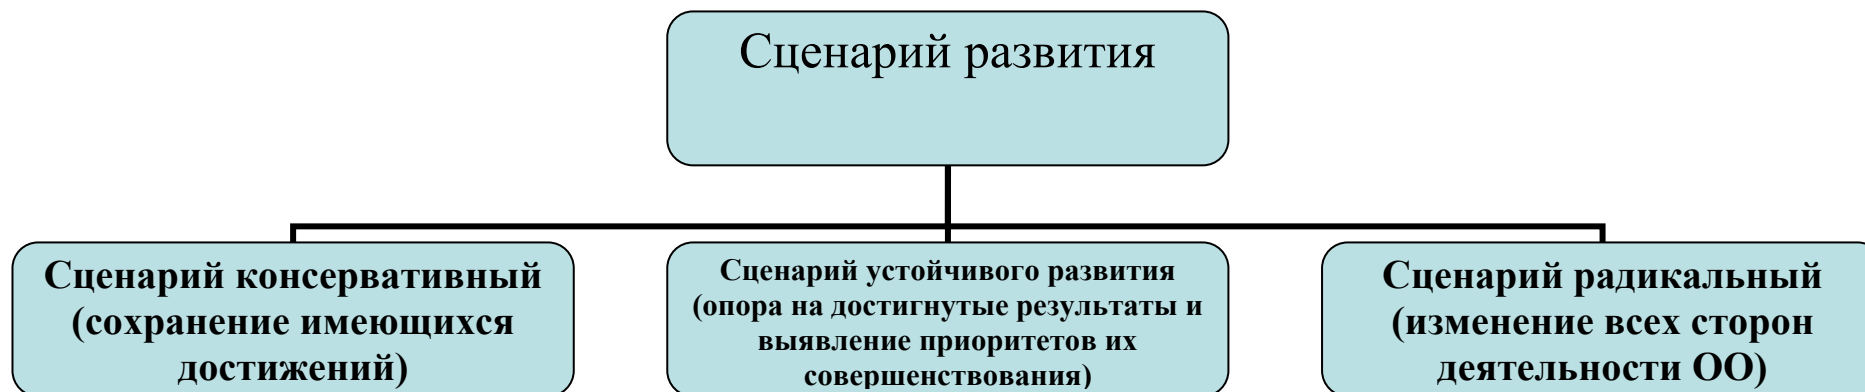 Сценарий развития
Сценарий консервативный
(сохранение имеющихся
достижений)
Сценарий устойчивого развития
(опора на достигнутые результаты и
выявление приоритетов их
совершенствования)
Сценарий радикальный
(изменение всех сторон
деятельности ОО)